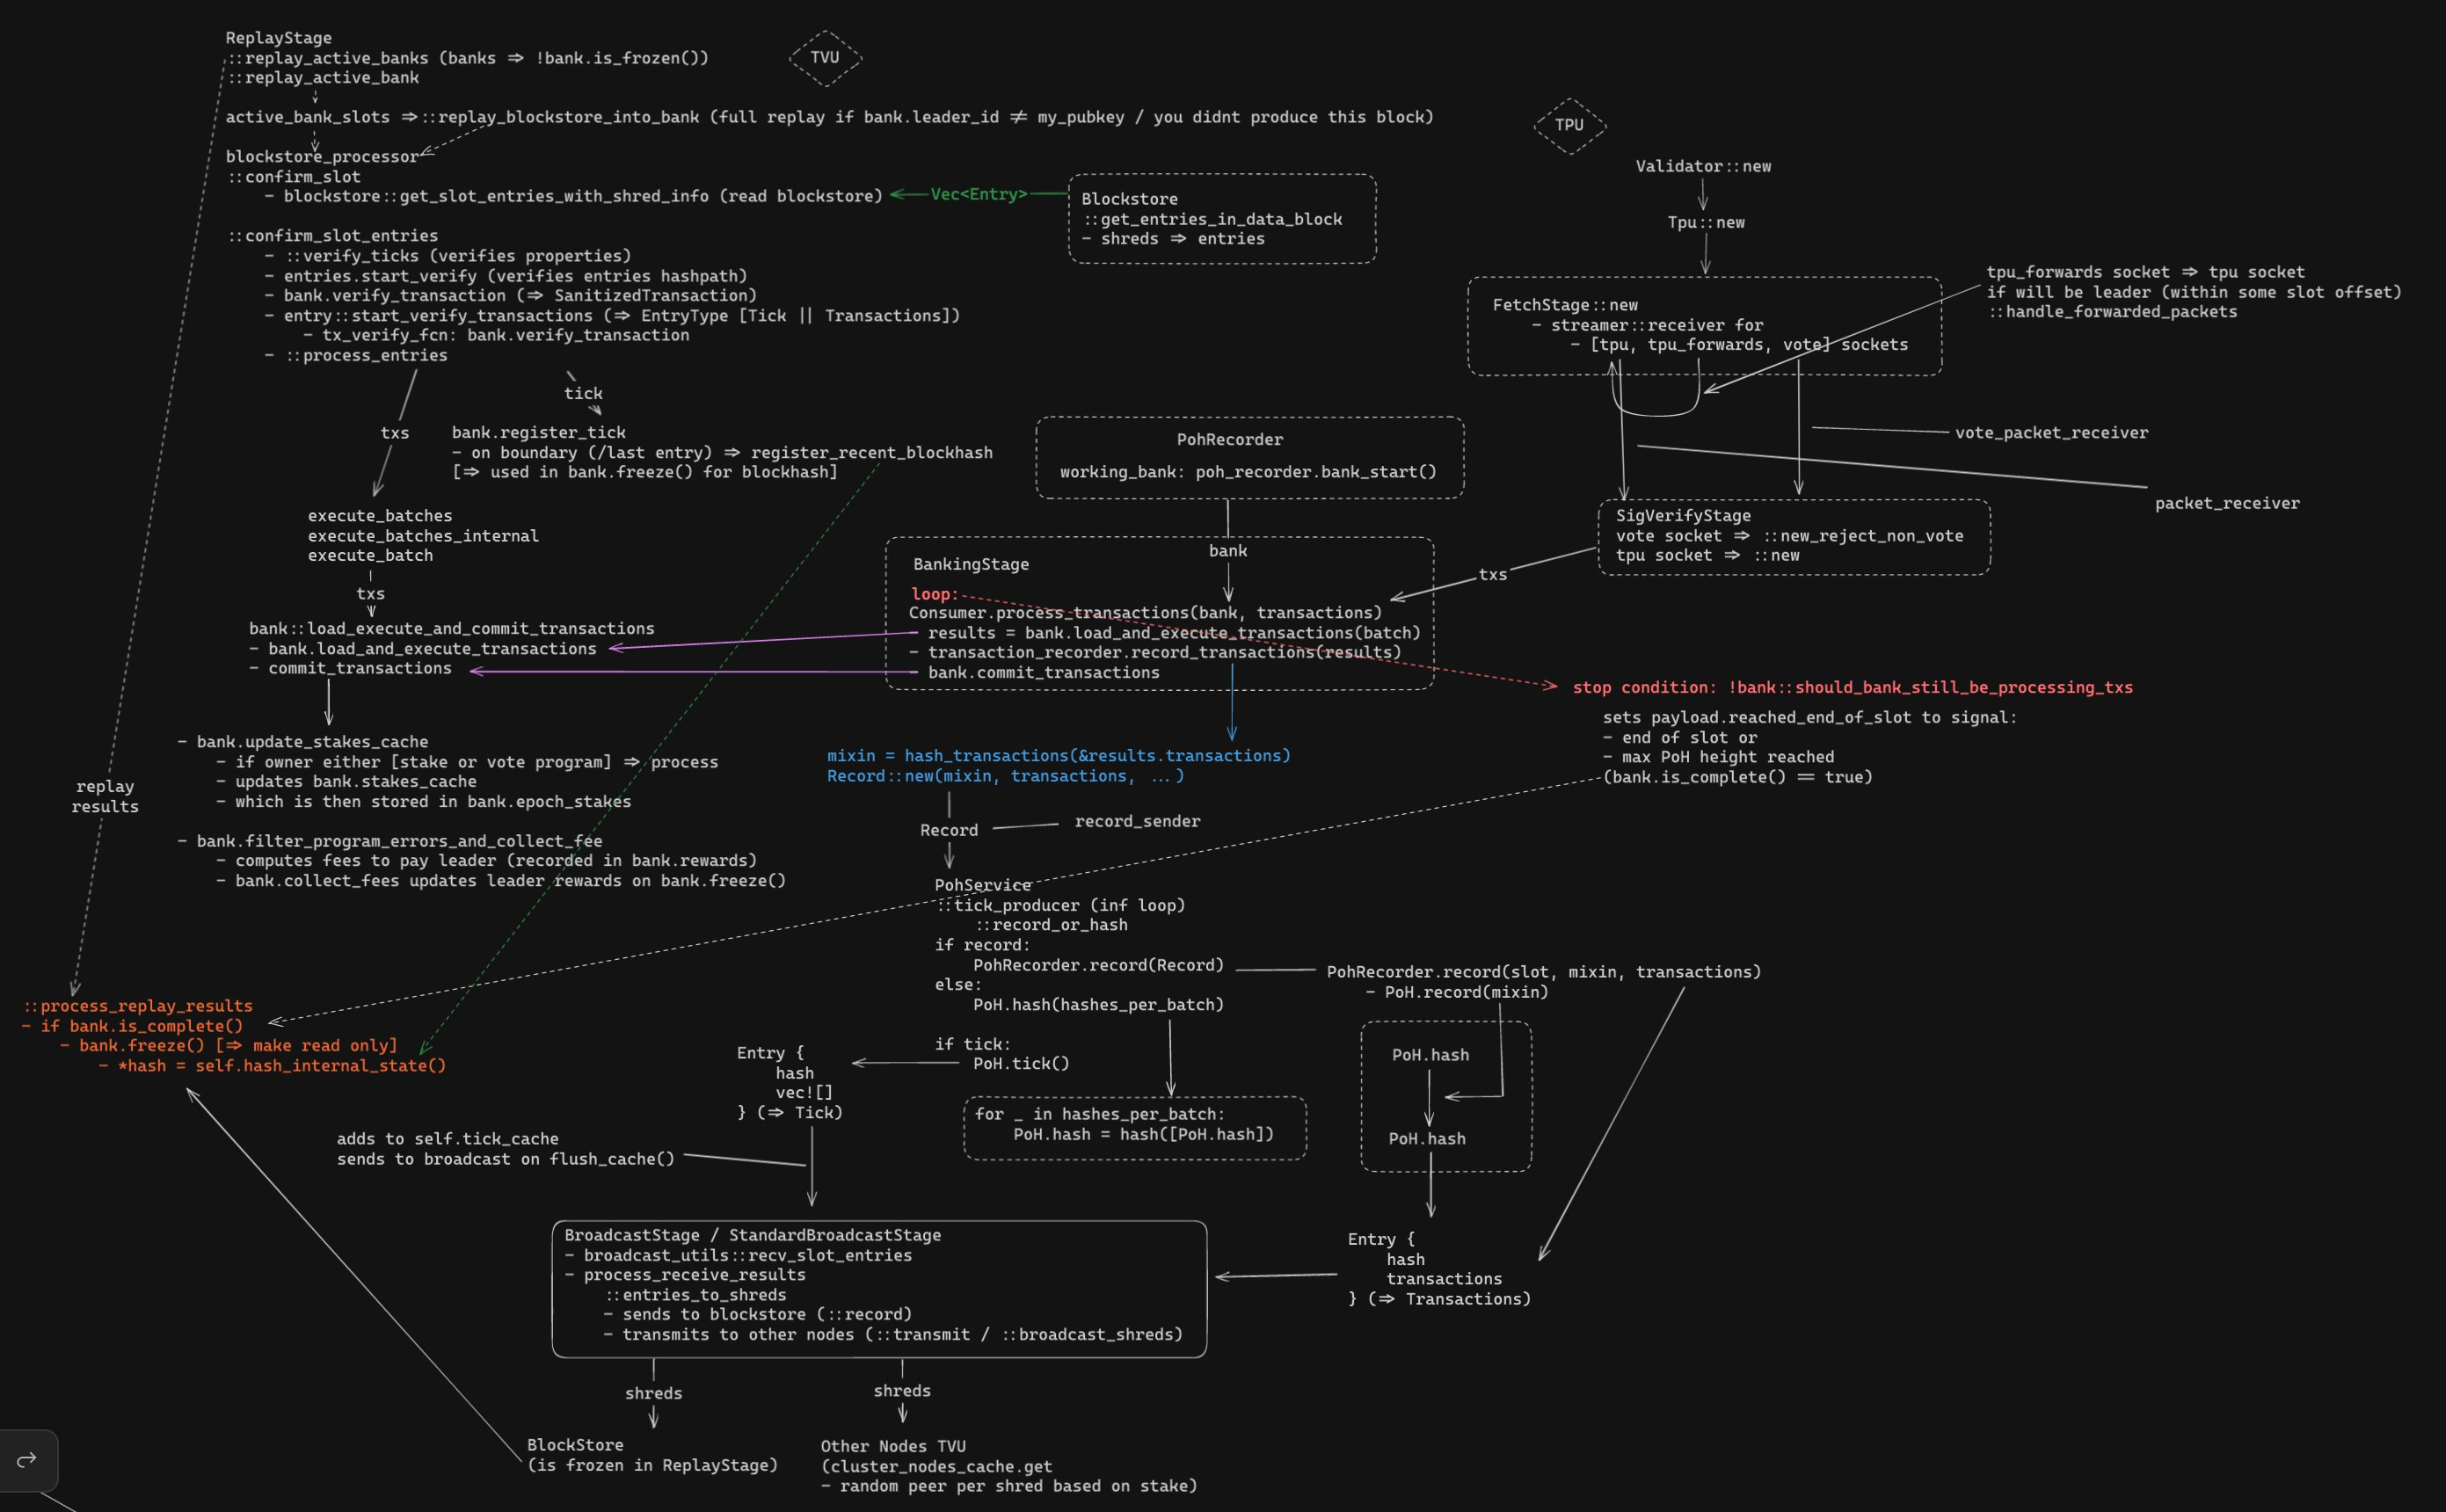 ReplayStage
::replay_active_banks (banks ⇒ !bank.is_frozen())
::replay_active_bank
TVU
active_bank_slots ⇒::replay_blockstore_into_bank (full replay if bank.leader_id ≠ my_pubkey / you didnt produce this block)
blockstore_processor
::confirm_slot
- blockstore::get_slot_entries_with_shred_info (read blockstore)
Vec<Entry>
Blockstore
::get_entries_in_data_block
- shreds ⇒ entries
::confirm_slot_entries
- ::verify_ticks (verifies properties)
- entries.start_verify (verifies entries hashpath)
- bank.verify_transaction (⇒ SanitizedTransaction)
- entry::start_verify_transactions (⇒ EntryType [Tick || Transactions])
- tx_verify_fcn: bank.verify_transaction
- ::process_entries
tick
txs
bank.register_tick
- on boundary (/last entry) ⇒ register_recent_blockhash
[⇒ used in bank.freeze() for blockhash]
execute_batches
execute_batches_internal
execute_batch
txs
bank::load_execute_and_commit_transactions
- bank.load_and_execute_transactions
- commit_transactions
- bank.update_stakes_cache
- if owner either [stake or vote program] ⇒ process
- updates bank.stakes_cache
- which is then stored in bank.epoch_stakes
- bank.filter_program_errors_and_collect_fee
- computes fees to pay leader (recorded in bank.rewards)
- bank.collect_fees updates leader rewards on bank.freeze()
replay
results
::process_replay_results
- if bank.is_complete()
- bank.freeze() [⇒ make read only]
- *hash = self.hash_internal_state()
TPU
Validator::new
Tpu::new
FetchStage::new
- streamer::receiver for
- [tpu, tpu_forwards, vote] sockets
tpu_forwards socket ⇒ tpu socket
if will be leader (within some slot offset)
::handle_forwarded_packets
vote_packet_receiver
packet_receiver
SigVerifyStage
vote socket ⇒ ::new_reject_non_vote
tpu socket ⇒ ::new
txs
PohRecorder
working_bank: poh_recorder.bank_start()
bank
BankingStage
loop:
Consumer.process_transactions(bank, transactions)
- results = bank.load_and_execute_transactions(batch)
- transaction_recorder.record_transactions(results)
- bank.commit_transactions
stop condition: !bank::should_bank_still_be_processing_txs
sets payload.reached_end_of_slot to signal:
- end of slot or
- max PoH height reached
(bank.is_complete() == true)
mixin = hash_transactions(&results.transactions)
Record::new(mixin, transactions, ...)
Record
record_sender
PohService
::tick_producer (inf loop)
::record_or_hash
if record:
PohRecorder.record(Record)
else:
PoH.hash(hashes_per_batch)
if tick:
PoH.tick()
PohRecorder.record(slot, mixin, transactions)
- PoH.record(mixin)
PoH.hash
PoH.hash
for _ in hashes_per_batch:
PoH.hash = hash([PoH.hash])
Entry {
hash
vec![]
} (⇒ Tick)
adds to self.tick_cache
sends to broadcast on flush_cache()
Entry {
hash
transactions
} (⇒ Transactions)
BroadcastStage / StandardBroadcastStage
- broadcast_utils::recv_slot_entries
- process_receive_results
::entries_to_shreds
- sends to blockstore (::record)
- transmits to other nodes (::transmit / ::broadcast_shreds)
shreds
shreds
BlockStore
(is frozen in ReplayStage)
Other Nodes TVU
(cluster_nodes_cache.get
- random peer per shred based on stake)